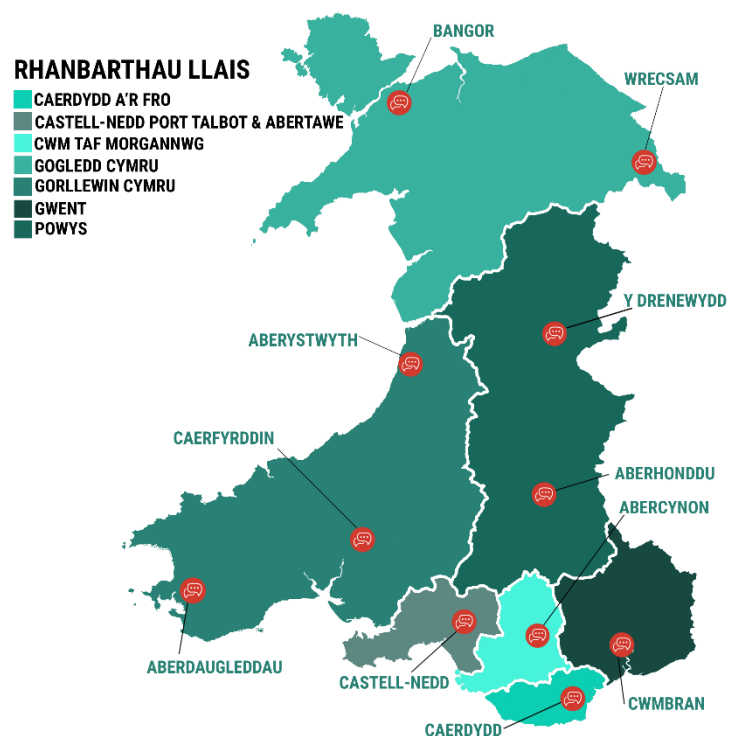 BANGOR
RHANBARTHAU LLAIS
WRECSAM
CAERDYDD A'R FRO
CASTELL-NEDD PORT TALBOT & ABERTAWE
CWM TAF MORGANNWG
GOGLEDD CYMRU
GORLLEWIN CYMRU
GWENT
POWYS
Y DRENEWYDD
ABERYSTWYTH
CAERFYRDDIN
ABERHONDDU
ABERCYNON
ABERDAUGLEDDAU
CASTELL-NEDD
CWMBRAN
CAERDYDD